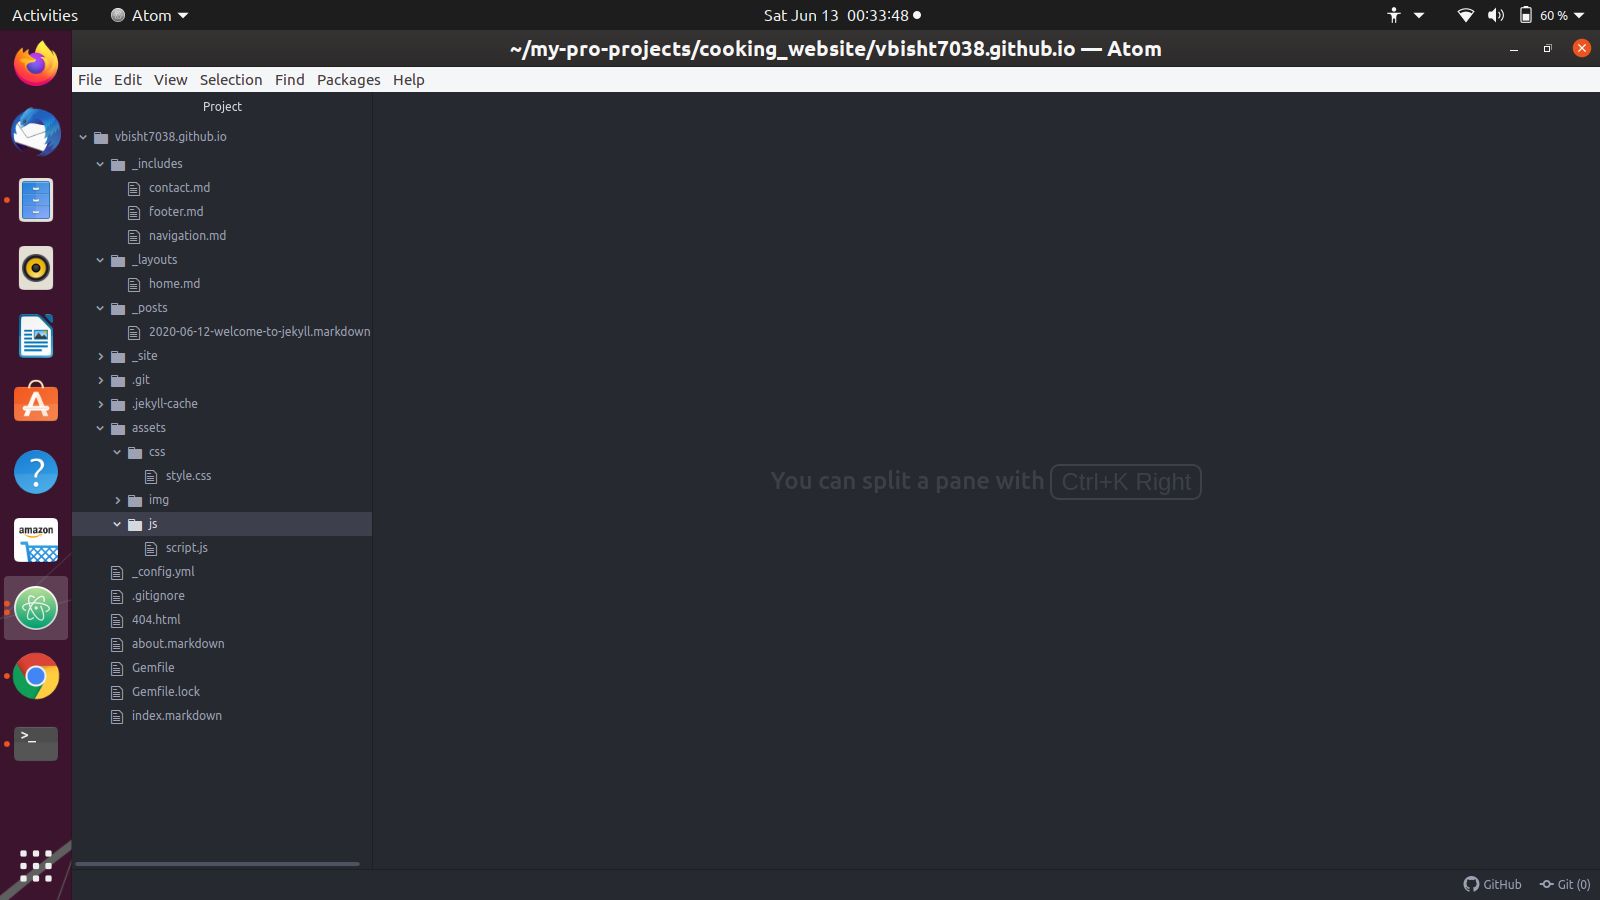 Activities Atom Sat Jun 13 00:33:48 60 %
~/my-pro-projects/cooking_website/vbisht7038.github.io — Atom
File Edit View Selection Find Packages Help
Project
vbisht7038.github.io
_includes
contact.md
footer.md
navigation.md
_layouts
home.md
_posts
2020-06-12-welcome-to-jekyll.markdown
_site
.git
.jekyll-cache
assets
css
style.css
img
js
script.js
_config.yml
.gitignore
404.html
about.markdown
Gemfile
Gemfile.lock
index.markdown
You can split a pane with Ctrl+K Right
amazon
>_
GitHub Git (0)